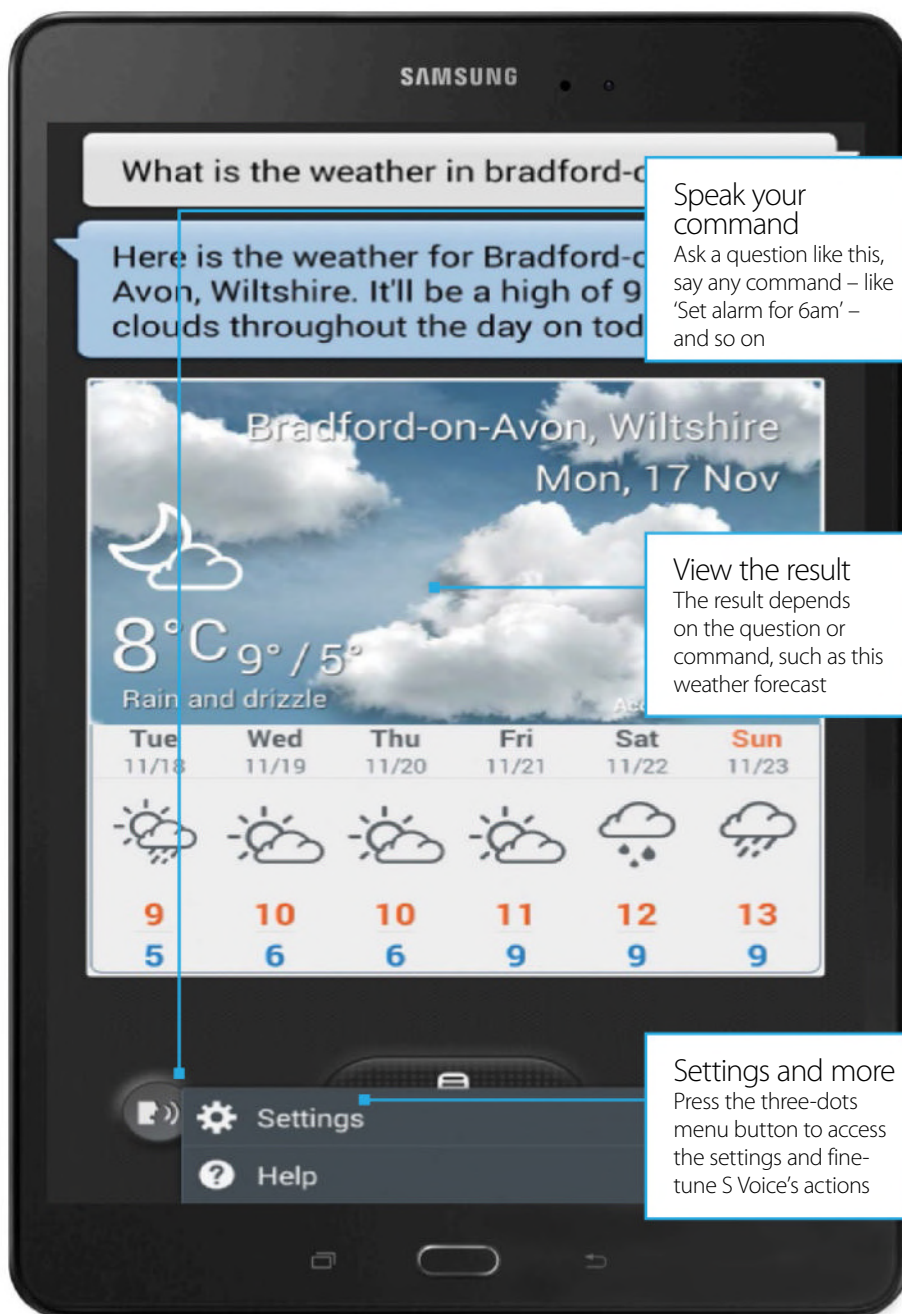 SAMSUNG
What is the weather in bradford-
Here is the weather for Bradford-
Avon, Wiltshire. It'll be a high of 9
clouds throughout the day on
Speak your
command
Ask a question like this,
say any command – like
‘Set alarm for 6am’ –
and so on
Bradford-on-Avon, Wiltshire
Mon, 17 Nov
8°C 9° / 5°
Rain and drizzle
View the result
The result depends
on the question or
command, such as this
weather forecast
Tue Wed Thu Fri Sat Sun
11/18 11/19 11/20 11/21 11/22 11/23
9 10 10 11 12 13
5 6 6 9 9 9
Settings
Help
Settings and more
Press the three-dots
menu button to access
the settings and fine-
tune S Voice’s actions